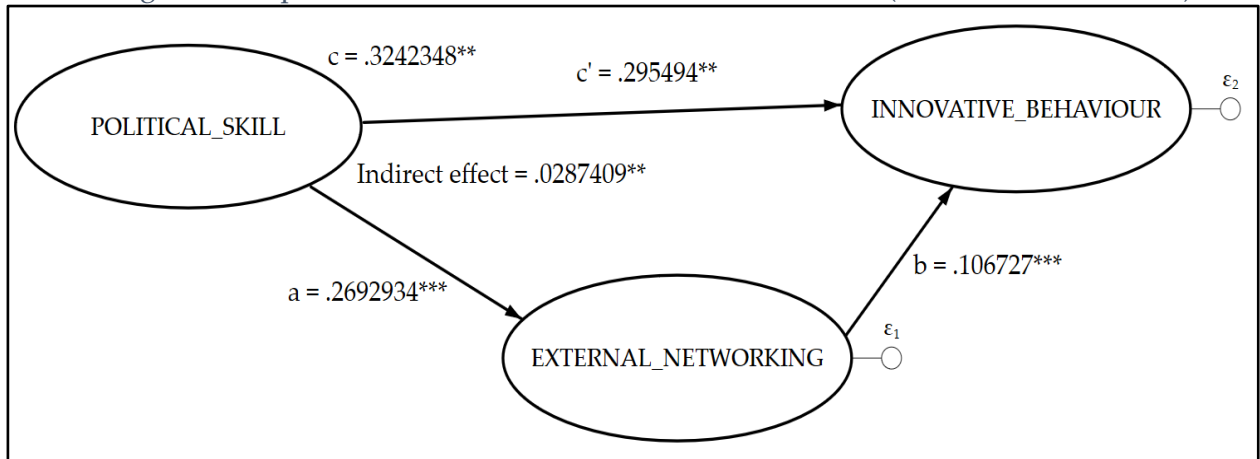 c = .3242348**
c' = .295494**
ε2
POLITICAL_SKILL
INNOVATIVE_BEHAVIOUR
Indirect effect = .0287409**
b = .106727***
a = .2692934***
ε1
EXTERNAL_NETWORKING